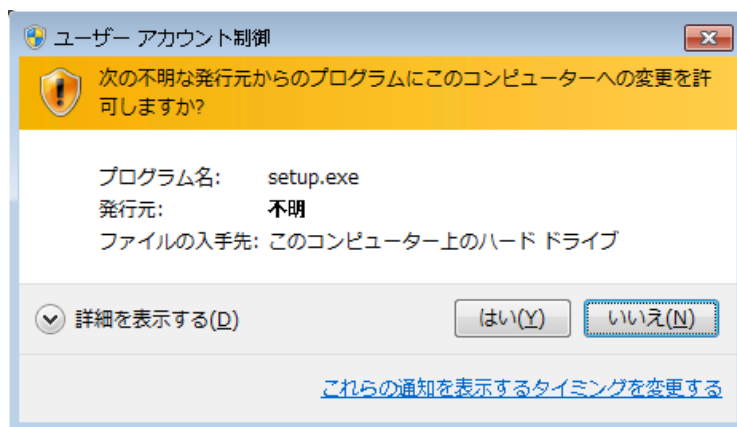 ユーザー アカウント制御
次の不明な発行元からのプログラムにこのコンピューターへの変更を許
可しますか?
プログラム名: setup.exe
発行元: 不明
ファイルの入手先: このコンピューター上のハード ドライブ
詳細を表示する(D) はい(Y) いいえ(N)
これらの通知を表示するタイミングを変更する